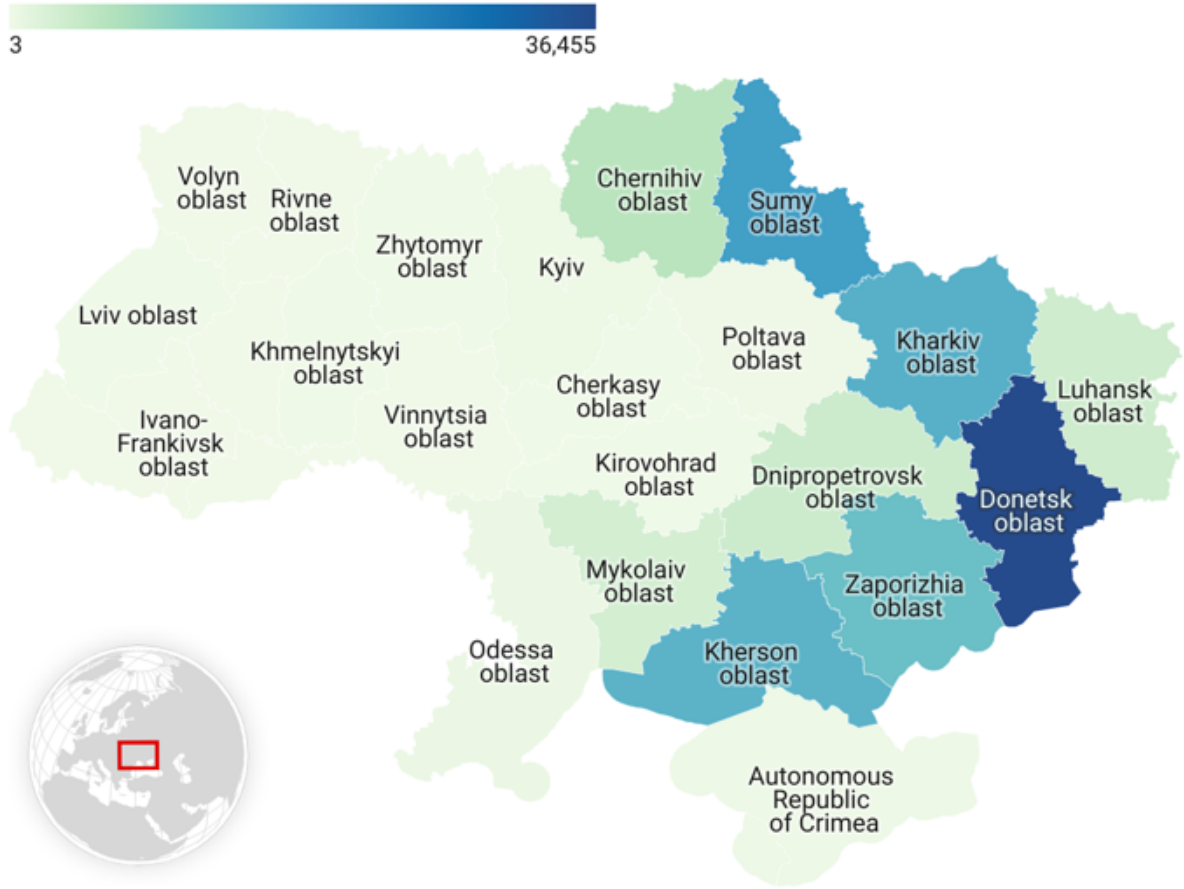 3
36,455
Volyn
oblast
Rivne
oblast
Zhytomyr
oblast
Kyiv
Chernihiv
oblast
Sumy
oblast
Lviv oblast
Khmelnytskyi
oblast
Ivano-
Frankivsk
oblast
Vinnytsia
oblast
Cherkasy
oblast
Poltava
oblast
Kharkiv
oblast
Luhansk
oblast
Kirovohrad
oblast
Dnipropetrovsk
oblast
Donetsk
oblast
Mykolaiv
oblast
Zaporizhia
oblast
Odessa
oblast
Kherson
oblast
Autonomous
Republic
of Crimea